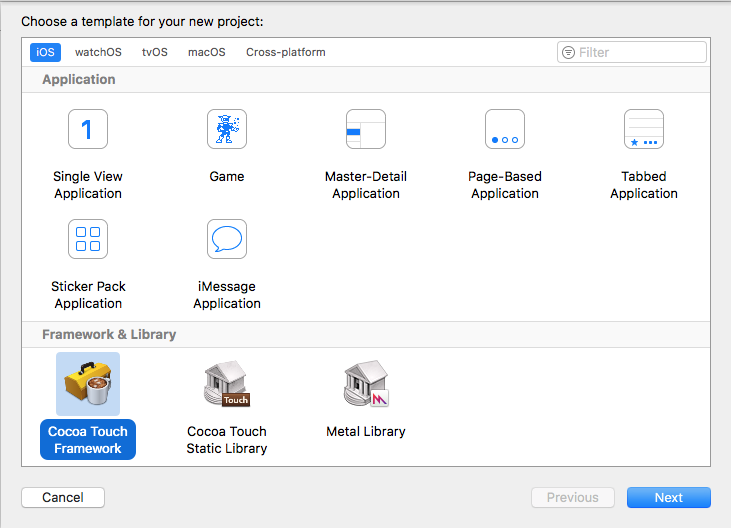 Choose a template for your new project:
iOS watchOS tvOS macOS Cross-platform Filter
Application
1
Single View Application
Game
Master-Detail Application
Page-Based Application
Tabbed Application
Sticker Pack Application
iMessage Application
Framework & Library
Touch
Cocoa Touch Framework
Cocoa Touch Static Library
Metal Library
Cancel Previous Next